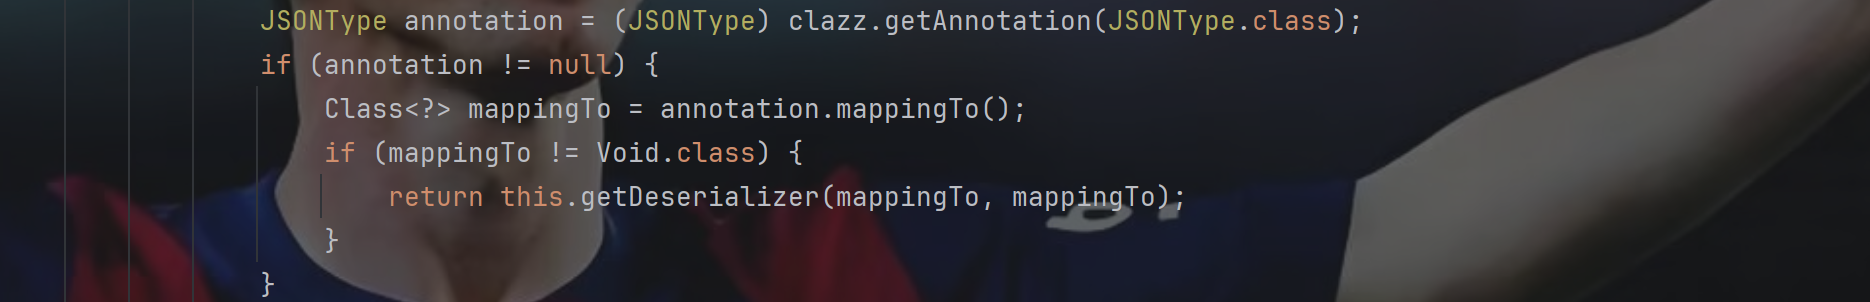 JSONType annotation = (JSONType) clazz.getAnnotation(JSONType.class);
if (annotation != null) {
Class<?> mappingTo = annotation.mappingTo();
if (mappingTo != Void.class) {
return this.getDeserializer(mappingTo, mappingTo);
}
}